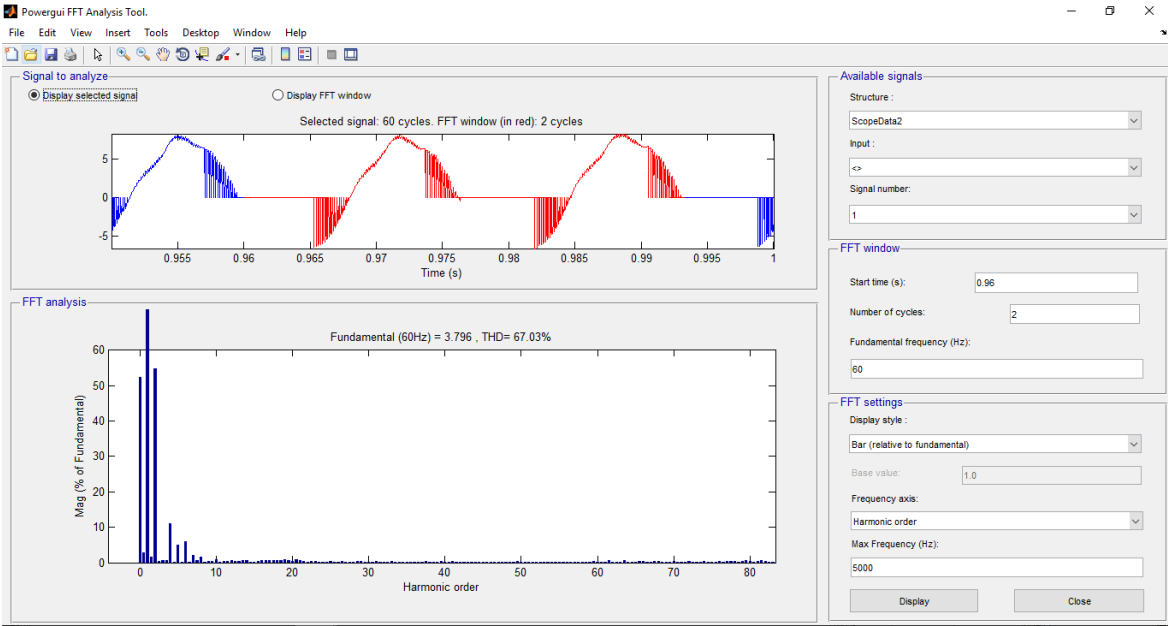 Powergui FFT Analysis Tool.
File Edit View Insert Tools Desktop Window Help
Signal to analyze
Display selected signal
Display FFT window
Selected signal: 60 cycles. FFT window (in red): 2 cycles
5
0
-5
0.955 0.96 0.965 0.97 0.975 0.98 0.985 0.99 0.995 1
Time (s)
FFT analysis
Fundamental (60Hz) = 3.796 , THD= 67.03%
60
50
40
30
20
10
0
Mag (% of Fundamental)
0 10 20 30 40 50 60 70 80
Harmonic order
Available signals
Structure :
ScopeData2
Input :
<>
Signal number:
1
FFT window
Start time (s): 0.96
Number of cycles: 2
Fundamental frequency (Hz):
60
FFT settings
Display style :
Bar (relative to fundamental)
Base value: 1.0
Frequency axis:
Harmonic order
Max Frequency (Hz):
5000
Display Close